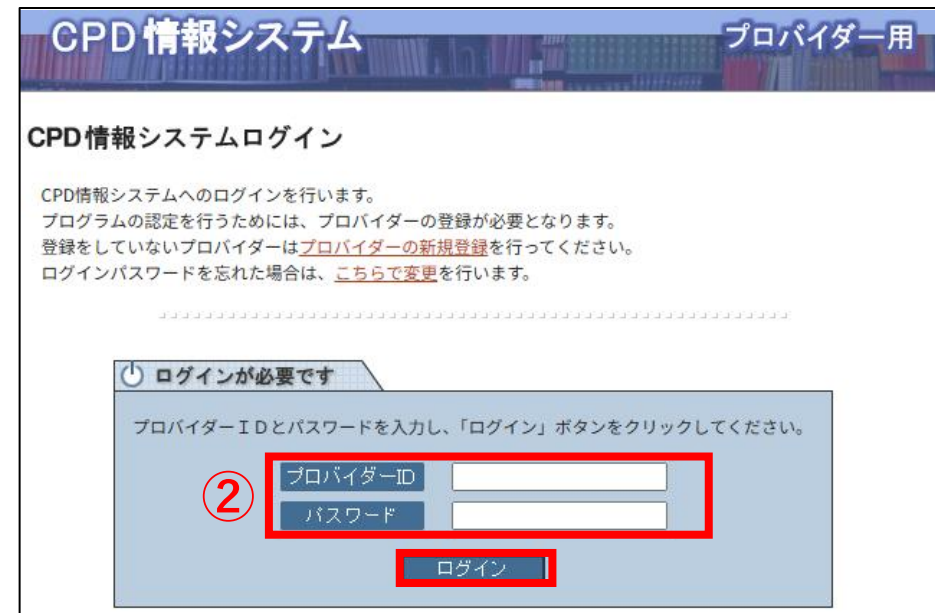 CPD情報システム
プロバイダー用
CPD情報システムログイン
CPD情報システムへのログインを行います。
プログラムの認定を行うためには、プロバイダーの登録が必要となります。
登録をしていないプロバイダーはプロバイダーの新規登録を行ってください。
ログインパスワードを忘れた場合は、こちらで変更を行います。
ログインが必要です
プロバイダーＩＤとパスワードを入力し、「ログイン」ボタンをクリックしてください。
②
プロバイダーID
パスワード
ログイン